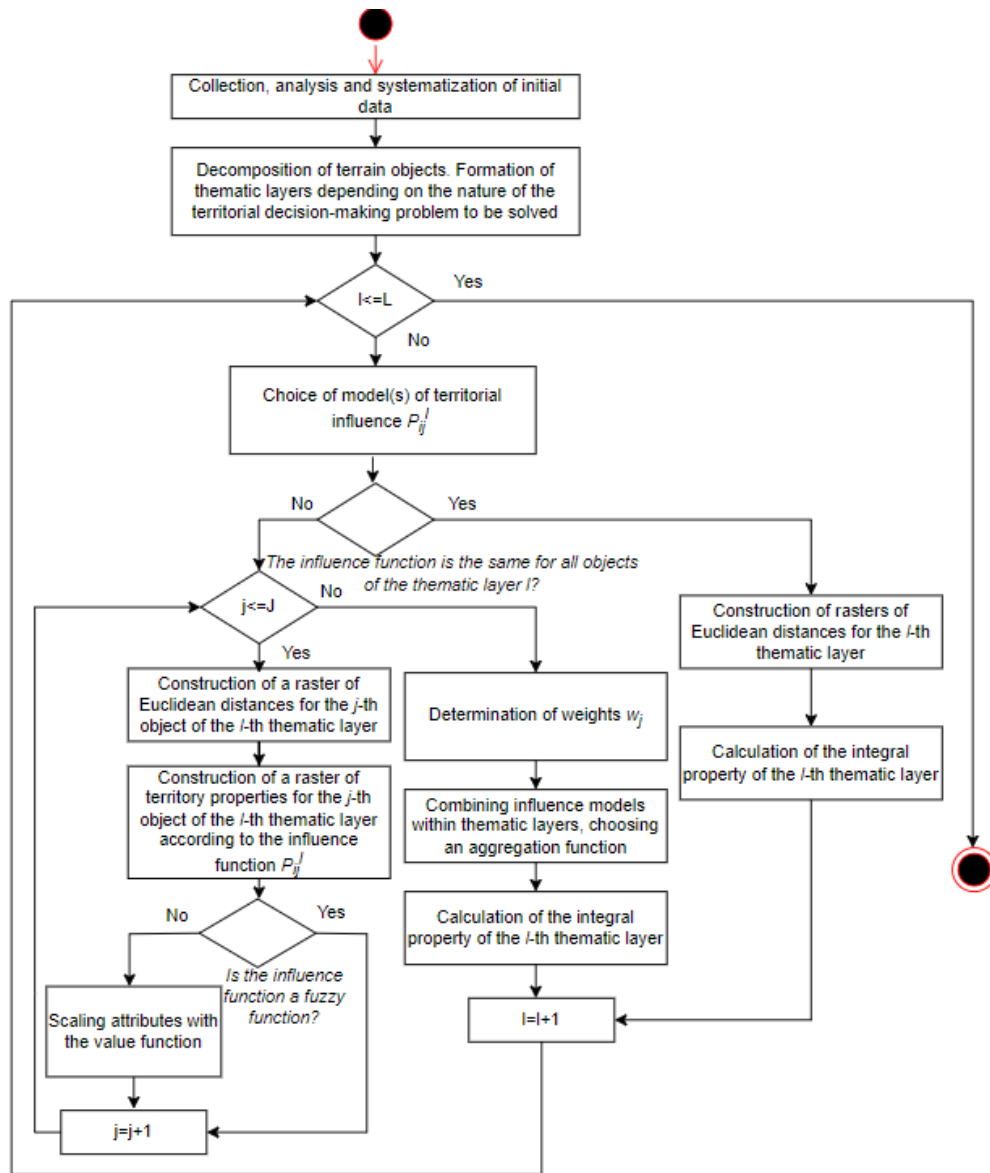 Collection, analysis and systematization of initial
data
Decomposition of terrain objects. Formation of
thematic layers depending on the nature of the
territorial decision-making problem to be solved
l<=L
Yes
No
Choice of model(s) of territorial
influence P_ij^l
No
Yes
The influence function is the same for all objects
of the thematic layer l?
j<=J
No
Yes
Construction of rasters of
Euclidean distances for the l-th
thematic layer
Construction of a raster of
Euclidean distances for the j-th
object of the l-th thematic layer
Determination of weights w_j
Calculation of the integral
property of the l-th thematic layer
Construction of a raster of
territory properties for the j-th
object of the l-th thematic layer
according to the influence
function P_ij^l
Combining influence models
within thematic layers, choosing
an aggregation function
No
Yes
Calculation of the integral
property of the l-th thematic layer
Is the influence
function a fuzzy
function?
Scaling attributes with
the value function
l=l+1
j=j+1